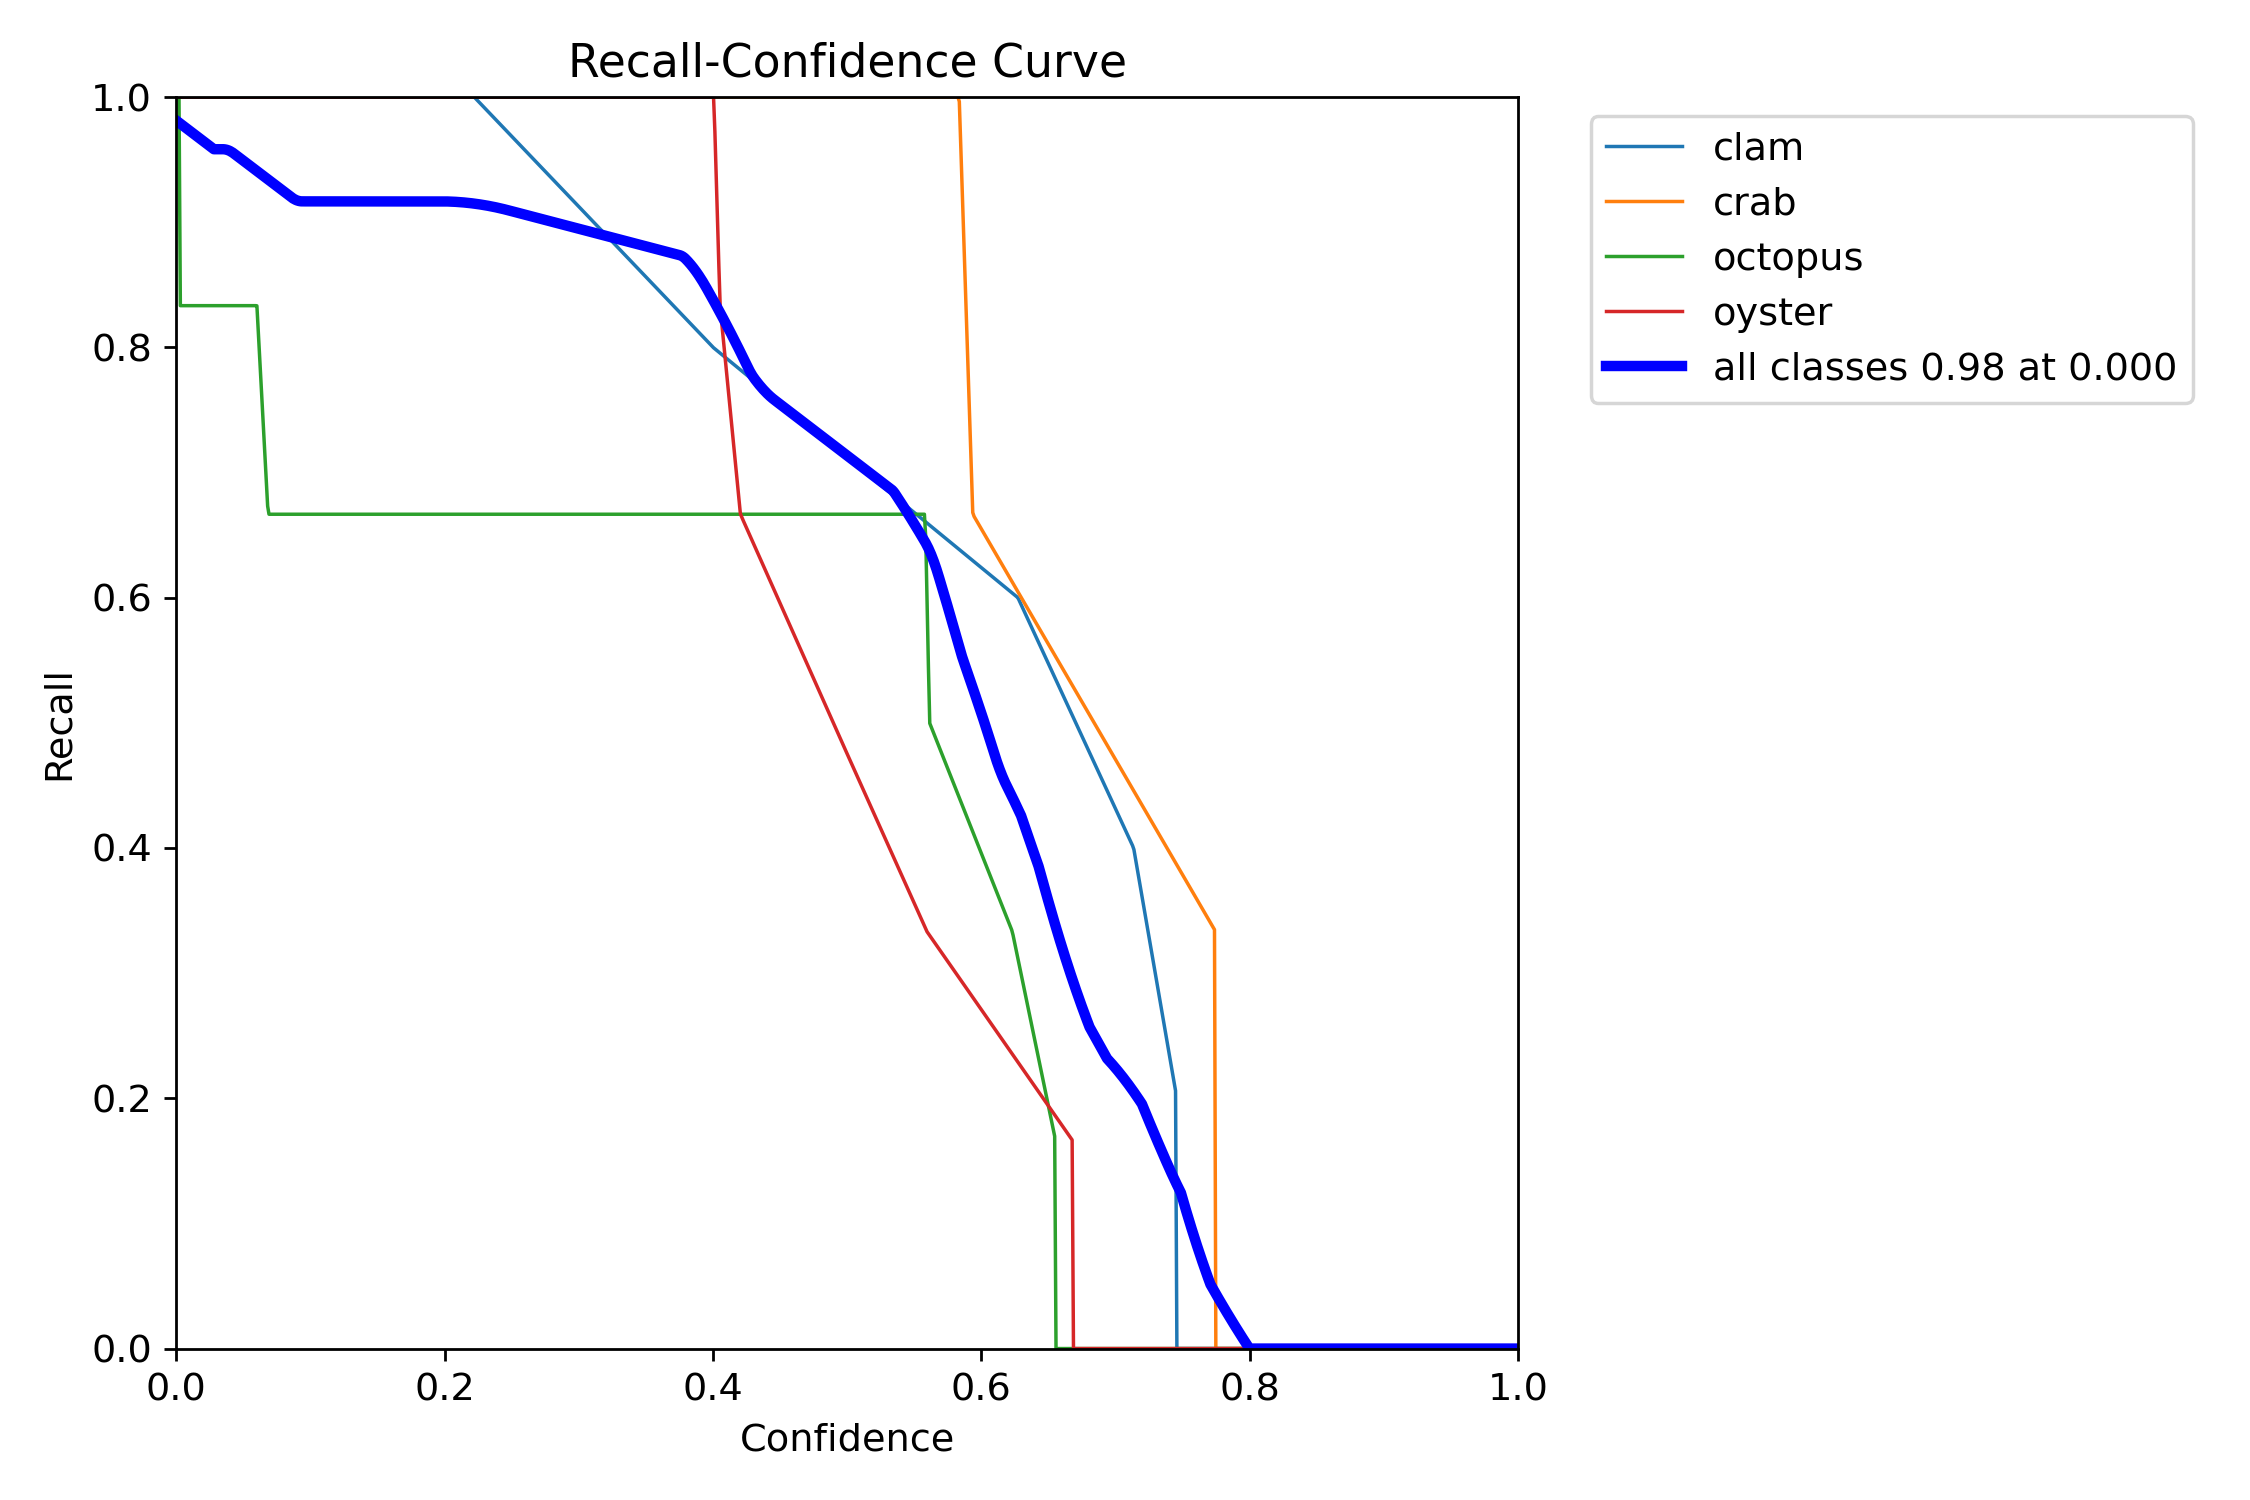 Recall-Confidence Curve
1.0
0.8
0.6
0.4
0.2
0.0
Recall
0.0 0.2 0.4 0.6 0.8 1.0
Confidence
clam
crab
octopus
oyster
all classes 0.98 at 0.000